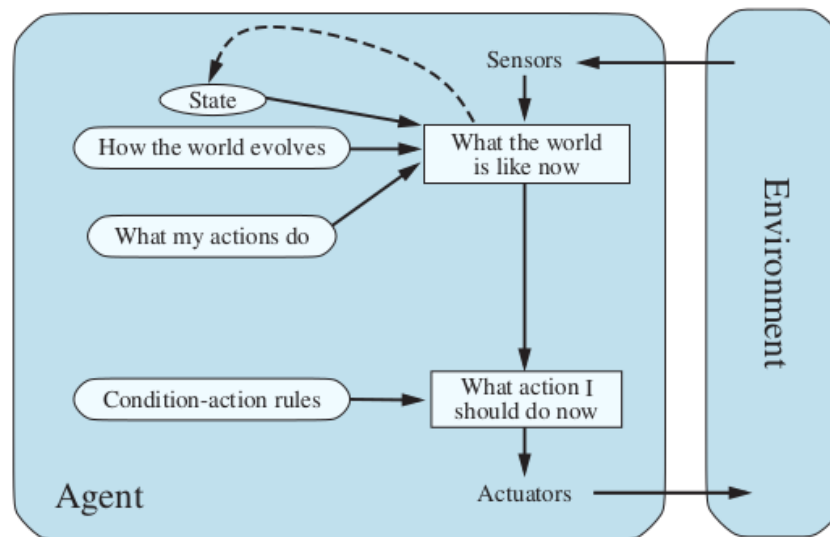 Sensors
State
How the world evolves
What the world
is like now
What my actions do
Environment
Condition-action rules
What action I
should do now
Agent
Actuators